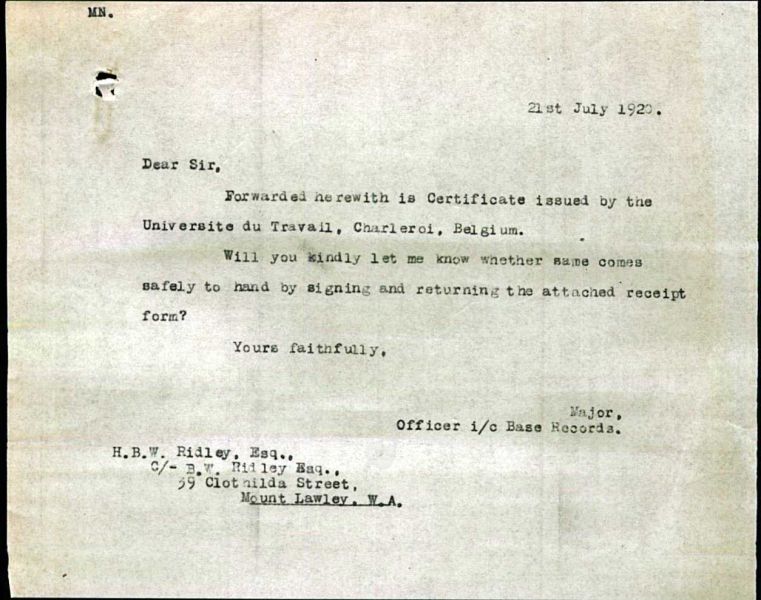 MN.
21st July 1920.
Dear Sir,
Forwarded herewith is Certificate issued by the
Universite du Travail, Charleroi, Belgium.
Will you kindly let me know whether same comes
safely to hand by signing and returning the attached receipt
form?
Yours faithfully,
Major,
Officer i/c Base Records.
H.B.W. Ridley, Esq.,
C/- B.W. Ridley Esq.,
39 Clothilda Street,
Mount Lawley. W.A.